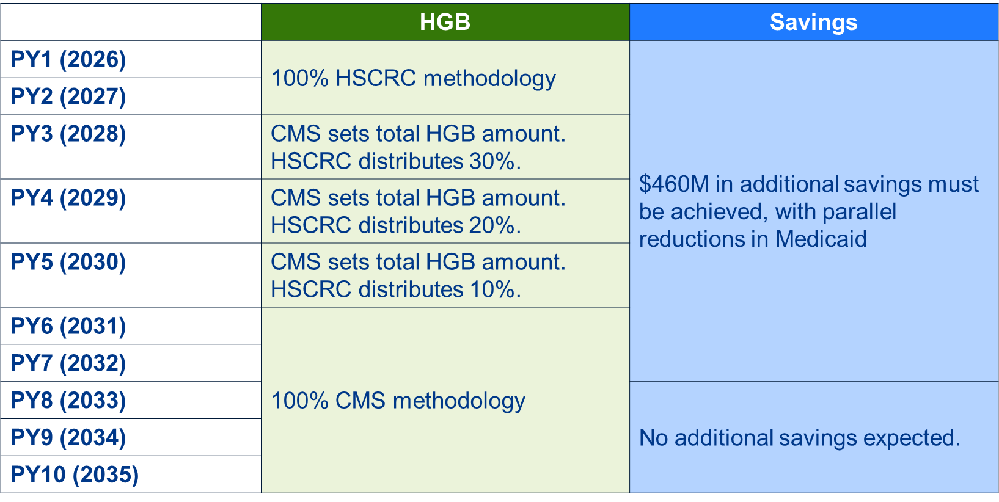 HGB
Savings
PY1 (2026)
100% HSCRC methodology
PY2 (2027)
PY3 (2028)
CMS sets total HGB amount.
HSCRC distributes 30%.
PY4 (2029)
CMS sets total HGB amount.
HSCRC distributes 20%.
PY5 (2030)
CMS sets total HGB amount.
HSCRC distributes 10%.
$460M in additional savings must
be achieved, with parallel
reductions in Medicaid
PY6 (2031)
PY7 (2032)
PY8 (2033)
100% CMS methodology
PY9 (2034)
No additional savings expected.
PY10 (2035)